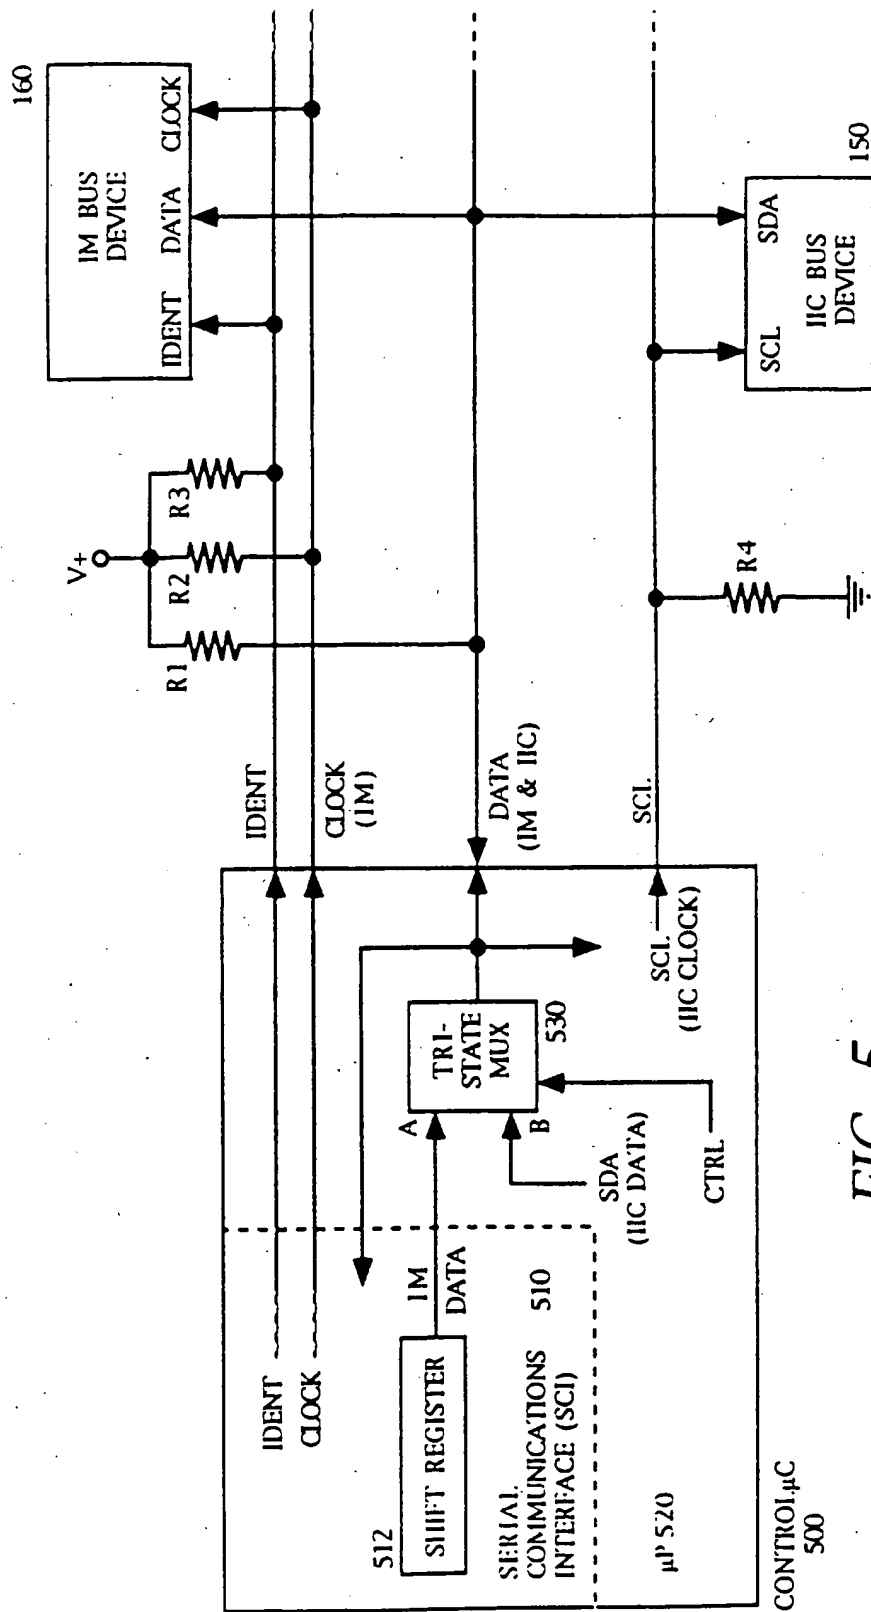 160
IM BUS
DEVICE
IDENT
DATA
CLOCK
V+
R1
R2
R3
IDENT
CLOCK
(IM)
DATA
(IM & IIC)
SCL
R4
SCL
SDA
IIC BUS
DEVICE
150
IDENT
CLOCK
512
SHIFT REGISTER
IM
DATA
SERIAL
COMMUNICATIONS
INTERFACE (SCI)
510
A
B
TRI-
STATE
MUX
530
SDA
(IIC DATA)
CTRL
SCL
(IIC CLOCK)
µP 520
CONTROL µC
500
FIG. 5